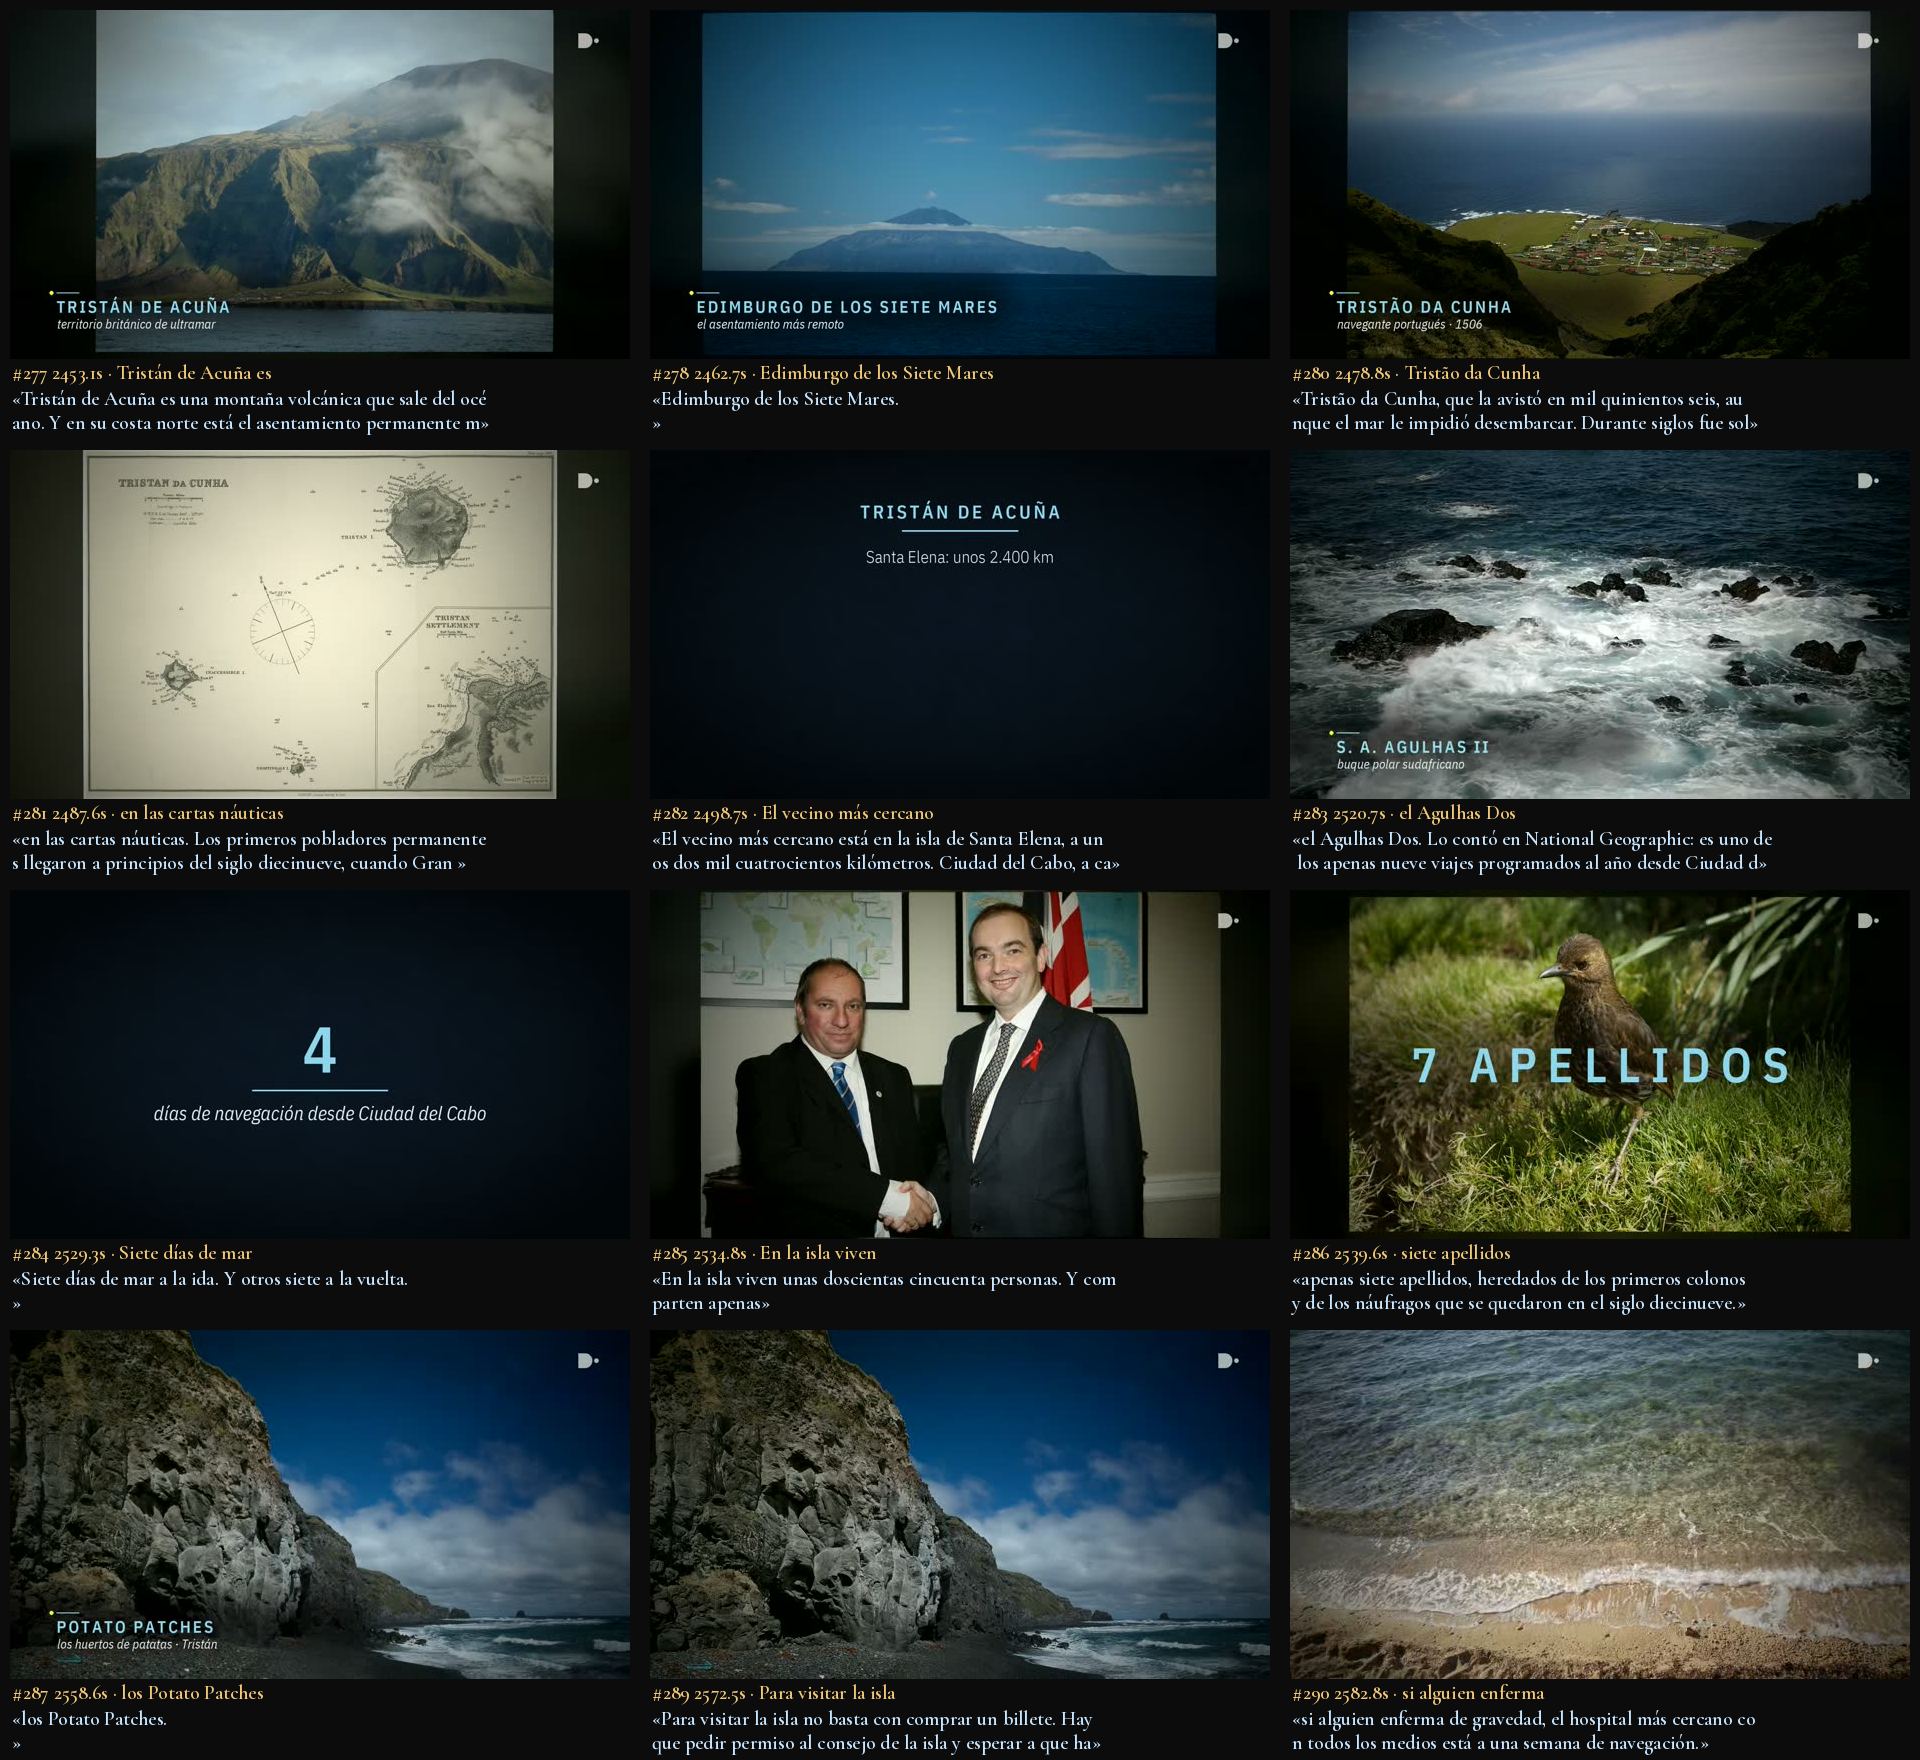 TRISTÁN DE ACUÑA
territorio británico de ultramar
#277 2453.1s · Tristán de Acuña es
«Tristán de Acuña es una montaña volcánica que sale del océ
ano. Y en su costa norte está el asentamiento permanente m»
EDIMBURGO DE LOS SIETE MARES
el asentamiento más remoto
#278 2462.7s · Edimburgo de los Siete Mares
«Edimburgo de los Siete Mares.
»
TRISTÃO DA CUNHA
navegante portugués · 1506
#280 2478.8s · Tristão da Cunha
«Tristão da Cunha, que la avistó en mil quinientos seis, au
nque el mar le impidió desembarcar. Durante siglos fue sol»
TRISTAN DA CUNHA
TRISTAN I.
INACCESSIBLE I.
TRISTAN
SETTLEMENT
#281 2487.6s · en las cartas náuticas
«en las cartas náuticas. Los primeros pobladores permanente
s llegaron a principios del siglo diecinueve, cuando Gran »
TRISTÁN DE ACUÑA
Santa Elena: unos 2.400 km
#282 2498.7s · El vecino más cercano
«El vecino más cercano está en la isla de Santa Elena, a un
os dos mil cuatrocientos kilómetros. Ciudad del Cabo, a ca»
S. A. AGULHAS II
buque polar sudafricano
#283 2520.7s · el Agulhas Dos
«el Agulhas Dos. Lo contó en National Geographic: es uno de
los apenas nueve viajes programados al año desde Ciudad d»
4
días de navegación desde Ciudad del Cabo
#284 2529.3s · Siete días de mar
«Siete días de mar a la ida. Y otros siete a la vuelta.
»
#285 2534.8s · En la isla viven
«En la isla viven unas doscientas cincuenta personas. Y com
parten apenas»
7 APELLIDOS
#286 2539.6s · siete apellidos
«apenas siete apellidos, heredados de los primeros colonos
y de los náufragos que se quedaron en el siglo diecinueve.»
POTATO PATCHES
los huertos de patatas · Tristán
#287 2558.6s · los Potato Patches
«los Potato Patches.
»
#289 2572.5s · Para visitar la isla
«Para visitar la isla no basta con comprar un billete. Hay
que pedir permiso al consejo de la isla y esperar a que ha»
#290 2582.8s · si alguien enferma
«si alguien enferma de gravedad, el hospital más cercano co
n todos los medios está a una semana de navegación.»